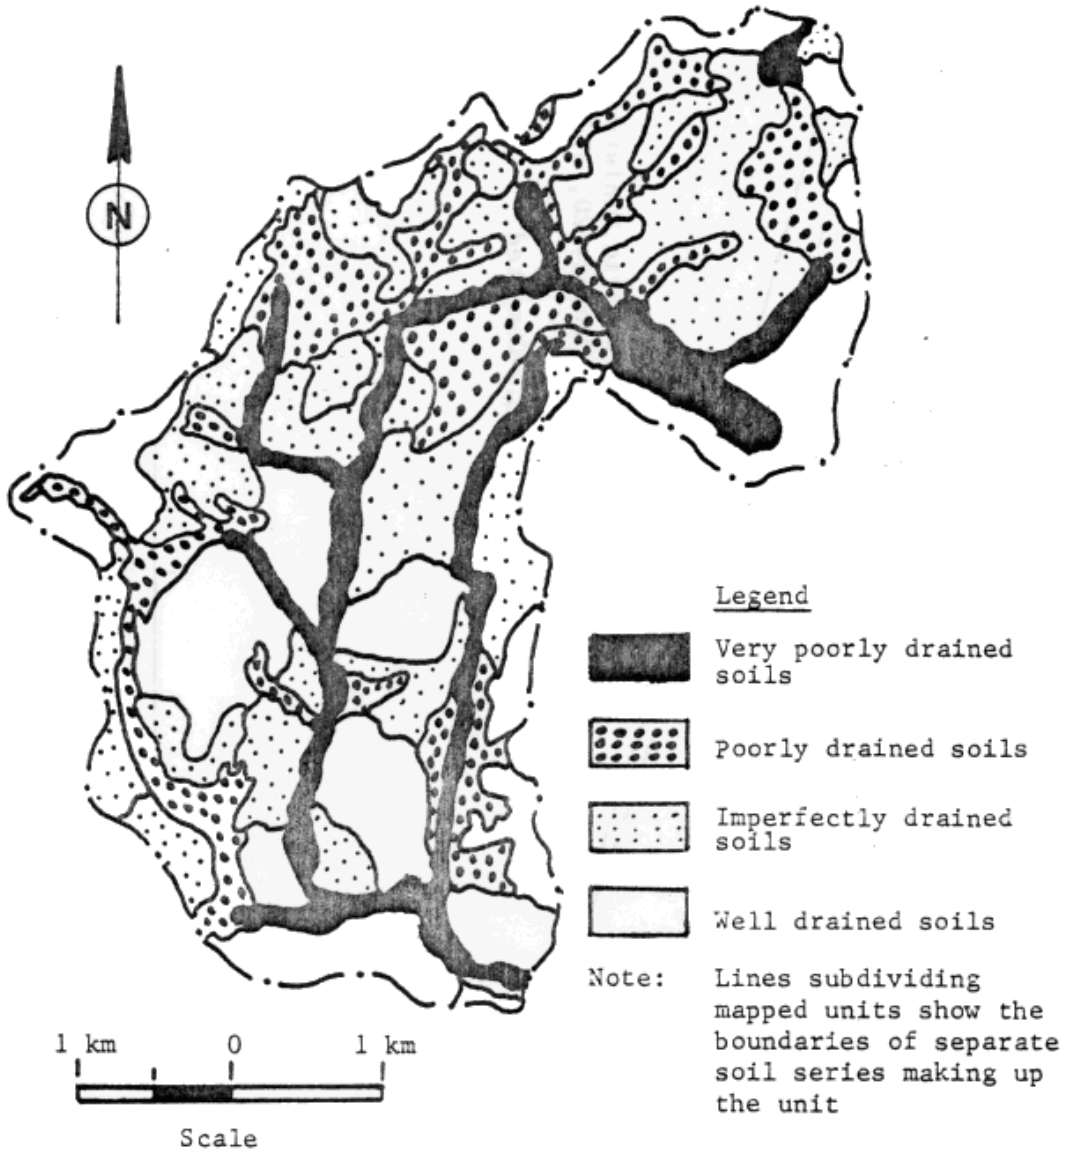 N
Legend
Very poorly drained
soils
Poorly drained soils
Imperfectly drained
soils
Well drained soils
Note: Lines subdividing
mapped units show the
boundaries of separate
soil series making up
the unit
1 km 0 1 km
Scale